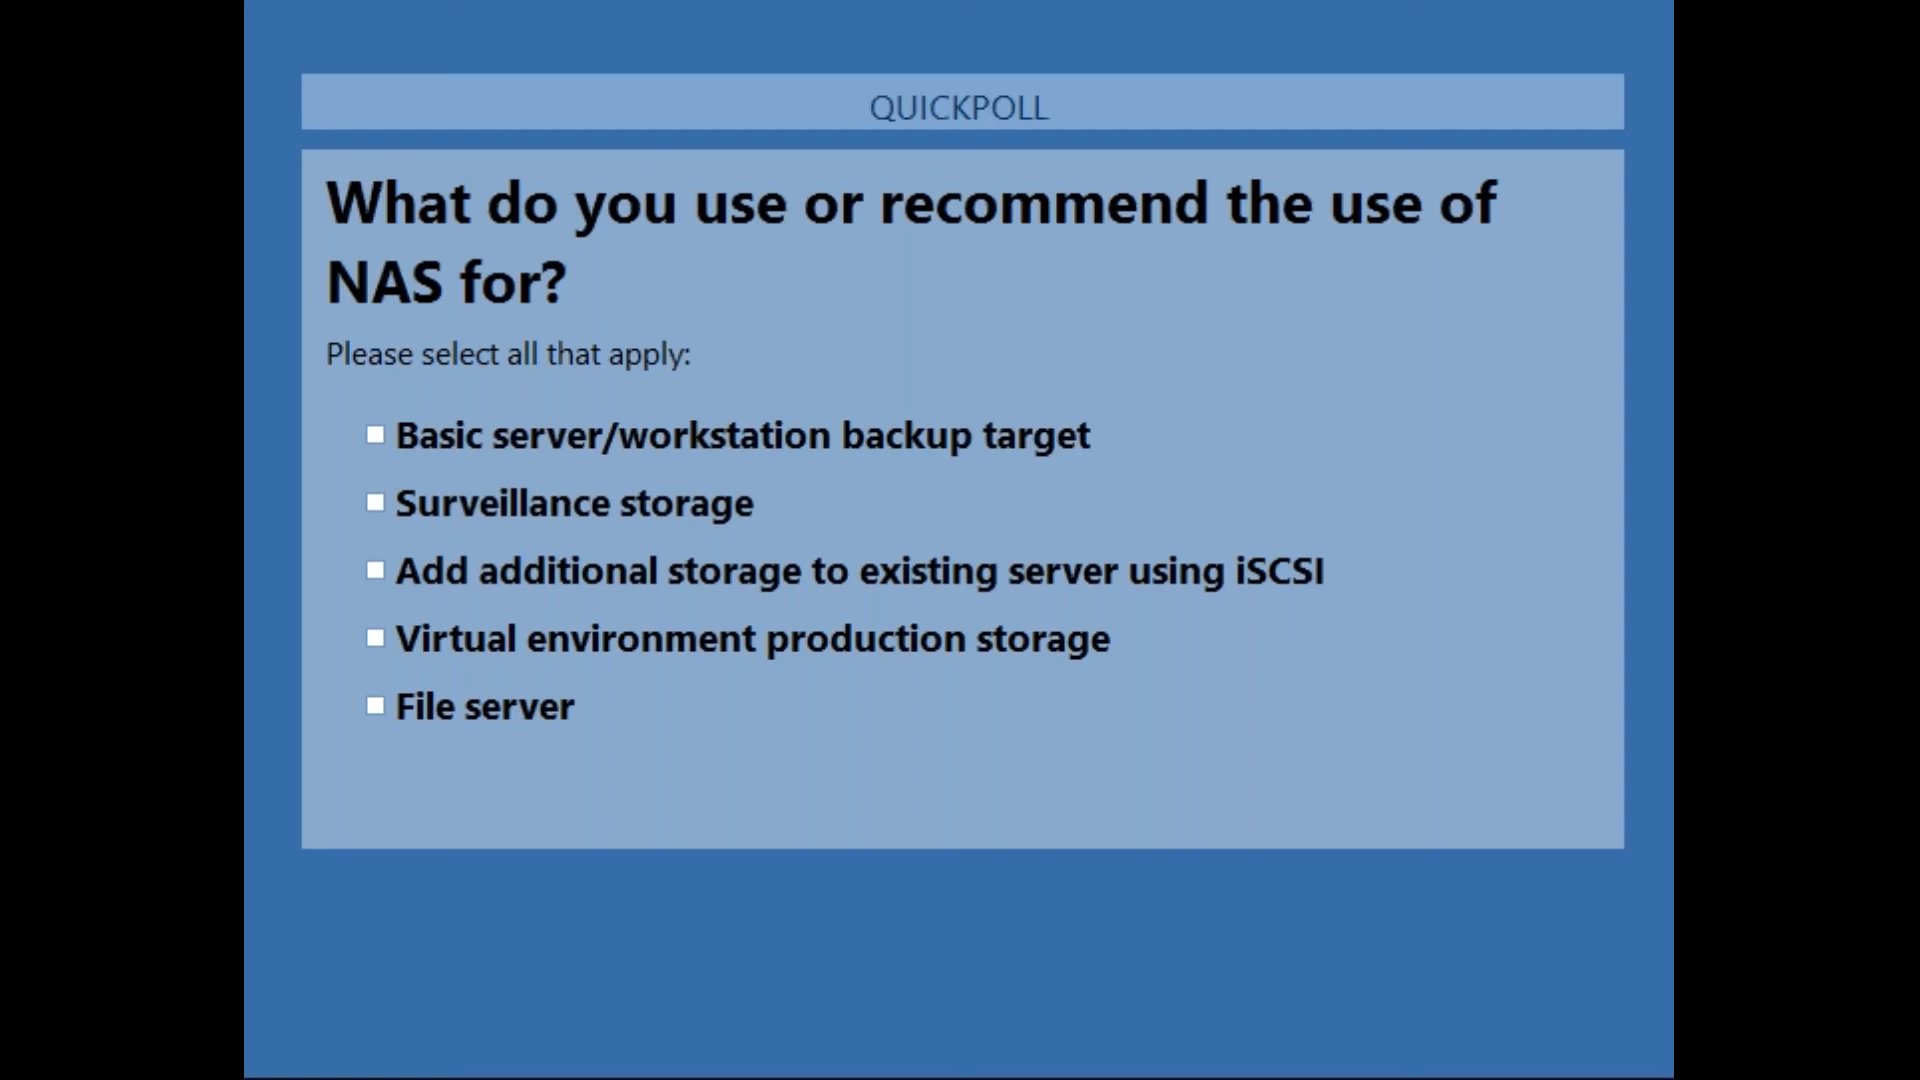 QUICKPOLL
What do you use or recommend the use of
NAS for?
Please select all that apply:
Basic server/workstation backup target
Surveillance storage
Add additional storage to existing server using iSCSI
Virtual environment production storage
File server